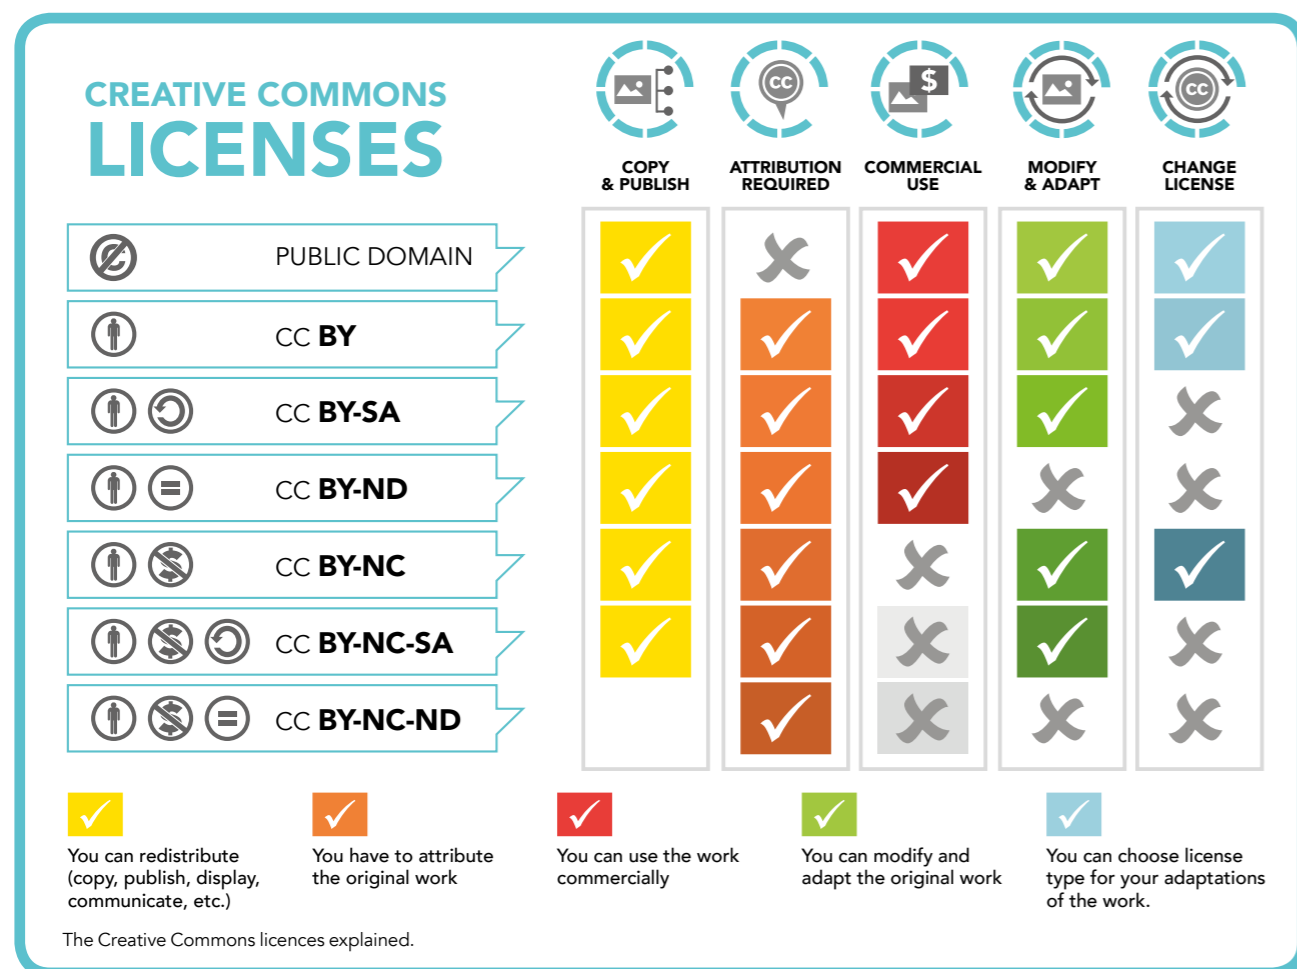 CREATIVE COMMONS
LICENSES
COPY
& PUBLISH
ATTRIBUTION
REQUIRED
COMMERCIAL
USE
MODIFY
& ADAPT
CHANGE
LICENSE
PUBLIC DOMAIN
CC BY
CC BY-SA
CC BY-ND
CC BY-NC
CC BY-NC-SA
CC BY-NC-ND
You can redistribute
(copy, publish, display,
communicate, etc.)
You have to attribute
the original work
You can use the work
commercially
You can modify and
adapt the original work
You can choose license
type for your adaptations
of the work.
The Creative Commons licences explained.